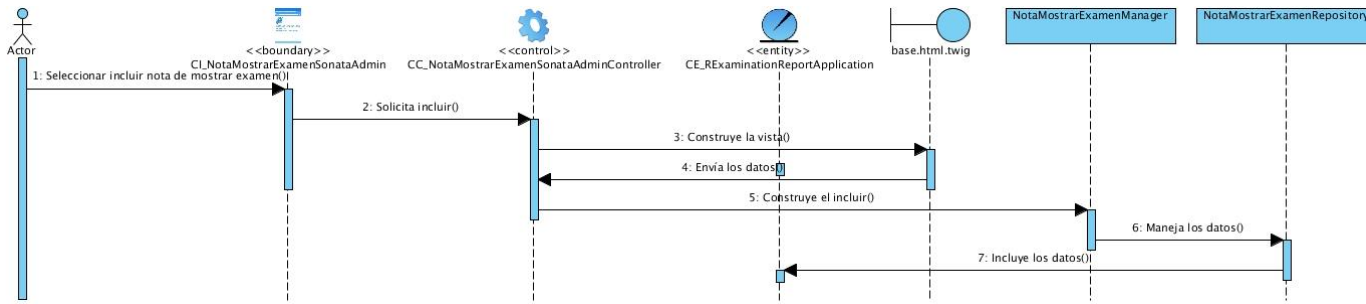 NotaMostrarExamenManager
NotaMostrarExamenRepository
Actor
<<boundary>>
CI_NotaMostrarExamenSonataAdmin
<<control>>
CC_NotaMostrarExamenSonataAdminController
<<entity>>
CE_RExaminationReportApplication
base.html.twig
1: Seleccionar incluir nota de mostrar examen()
2: Solicita incluir()
3: Construye la vista()
4: Envía los datos()
5: Construye el incluir()
6: Maneja los datos()
7: Incluye los datos()